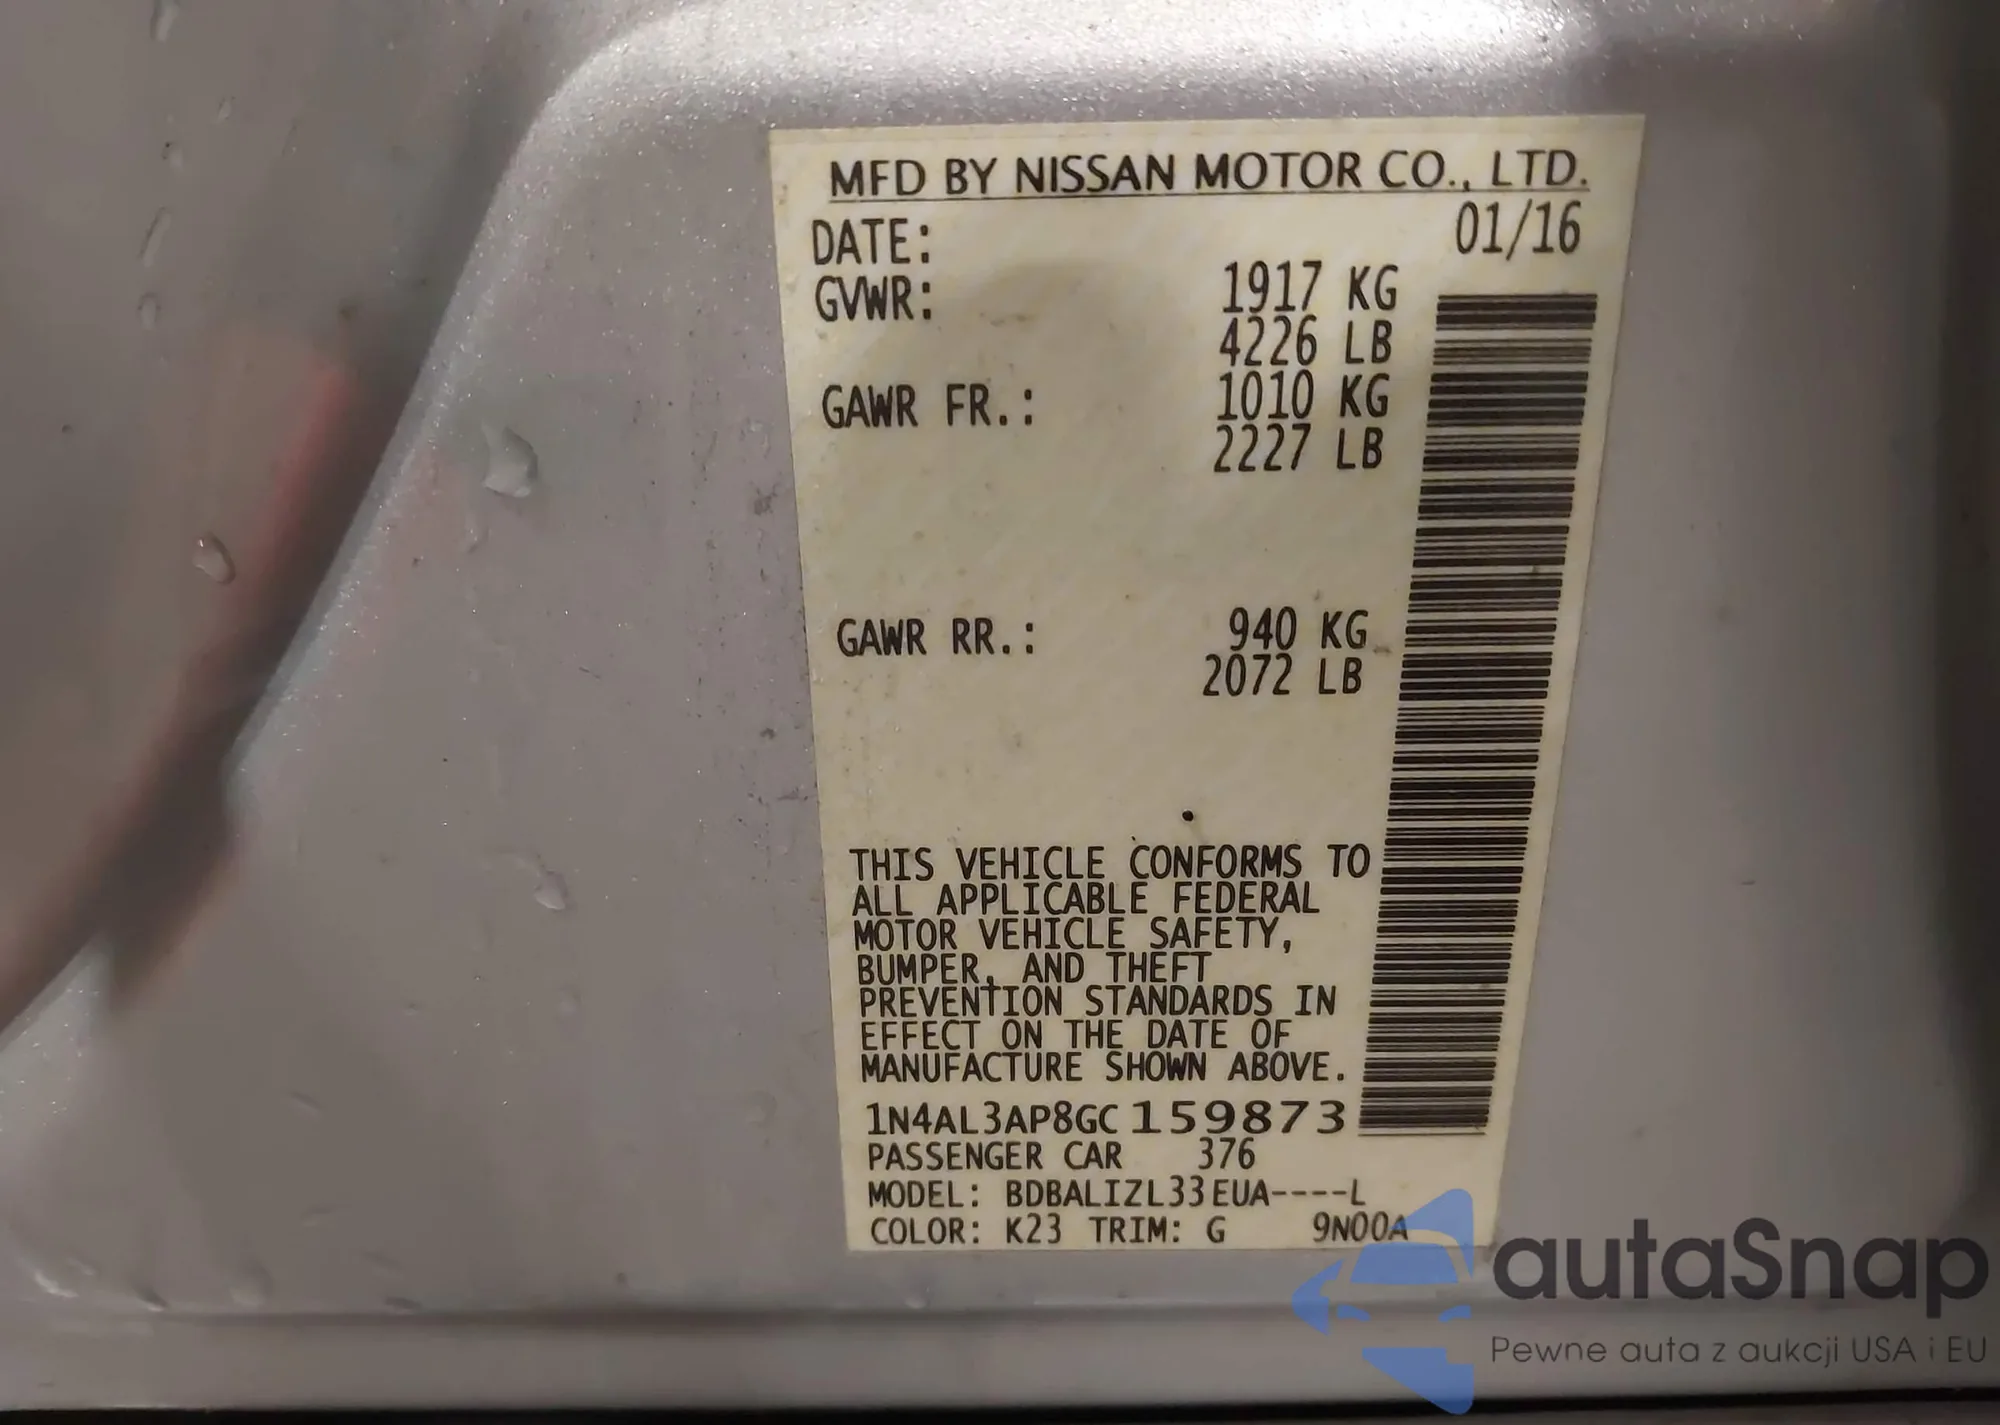 MFD BY NISSAN MOTOR CO., LTD.
DATE: 01/16
GVWR: 1917 KG
4226 LB
GAWR FR.: 1010 KG
2227 LB
GAWR RR.: 940 KG
2072 LB
THIS VEHICLE CONFORMS TO
ALL APPLICABLE FEDERAL
MOTOR VEHICLE SAFETY,
BUMPER, AND THEFT
PREVENTION STANDARDS IN
EFFECT ON THE DATE OF
MANUFACTURE SHOWN ABOVE.
1N4AL3AP8GC159873
PASSENGER CAR 376
MODEL: BDBALIZL33EUA----L
COLOR: K23 TRIM: G 9N00A
autaSnap
Pewne auta z aukcji USA i EU